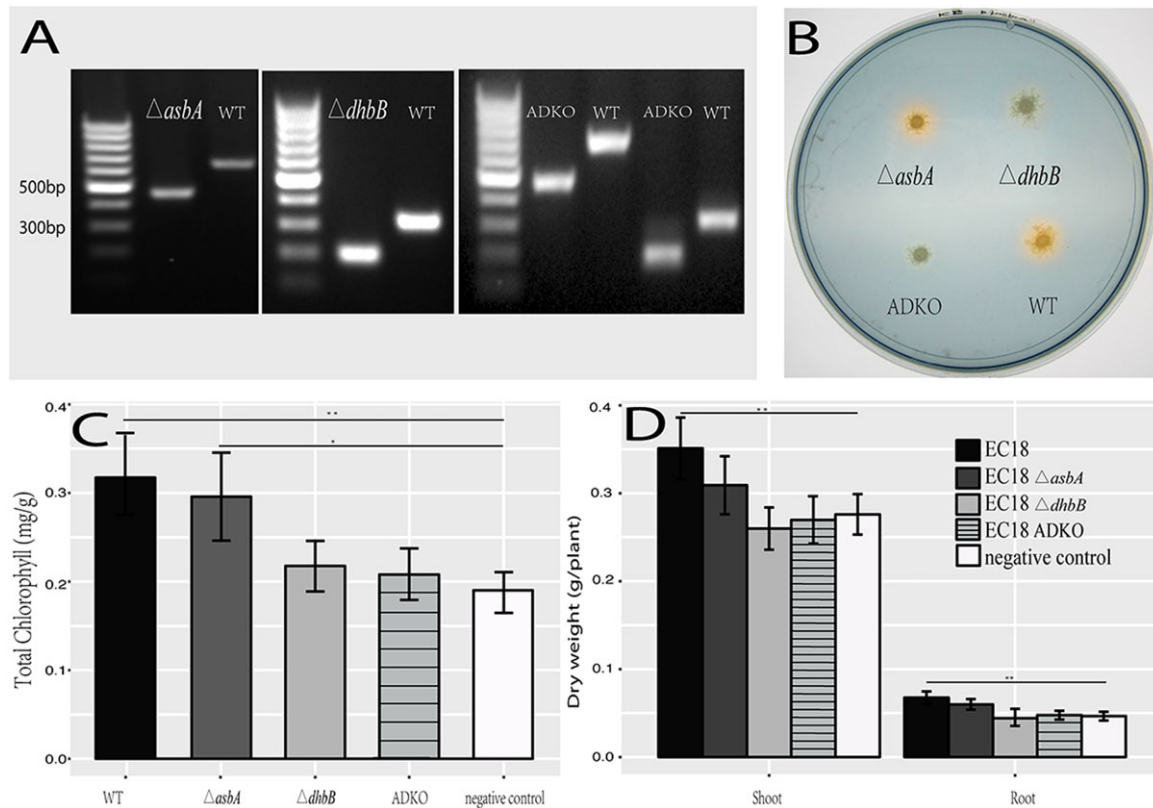 A
△asbA WT
△dhbB WT
ADKO WT ADKO WT
500bp
300bp
B
△asbA △dhbB
ADKO WT
C
Total Chlorophyll (mg/g)
0.4
0.3
0.2
0.1
0.0
**
*
WT △asbA △dhbB ADKO negative control
D
Dry weight (g/plant)
0.4
0.3
0.2
0.1
0.0
**
**
EC18
EC18 △asbA
EC18 △dhbB
EC18 ADKO
negative control
Shoot Root